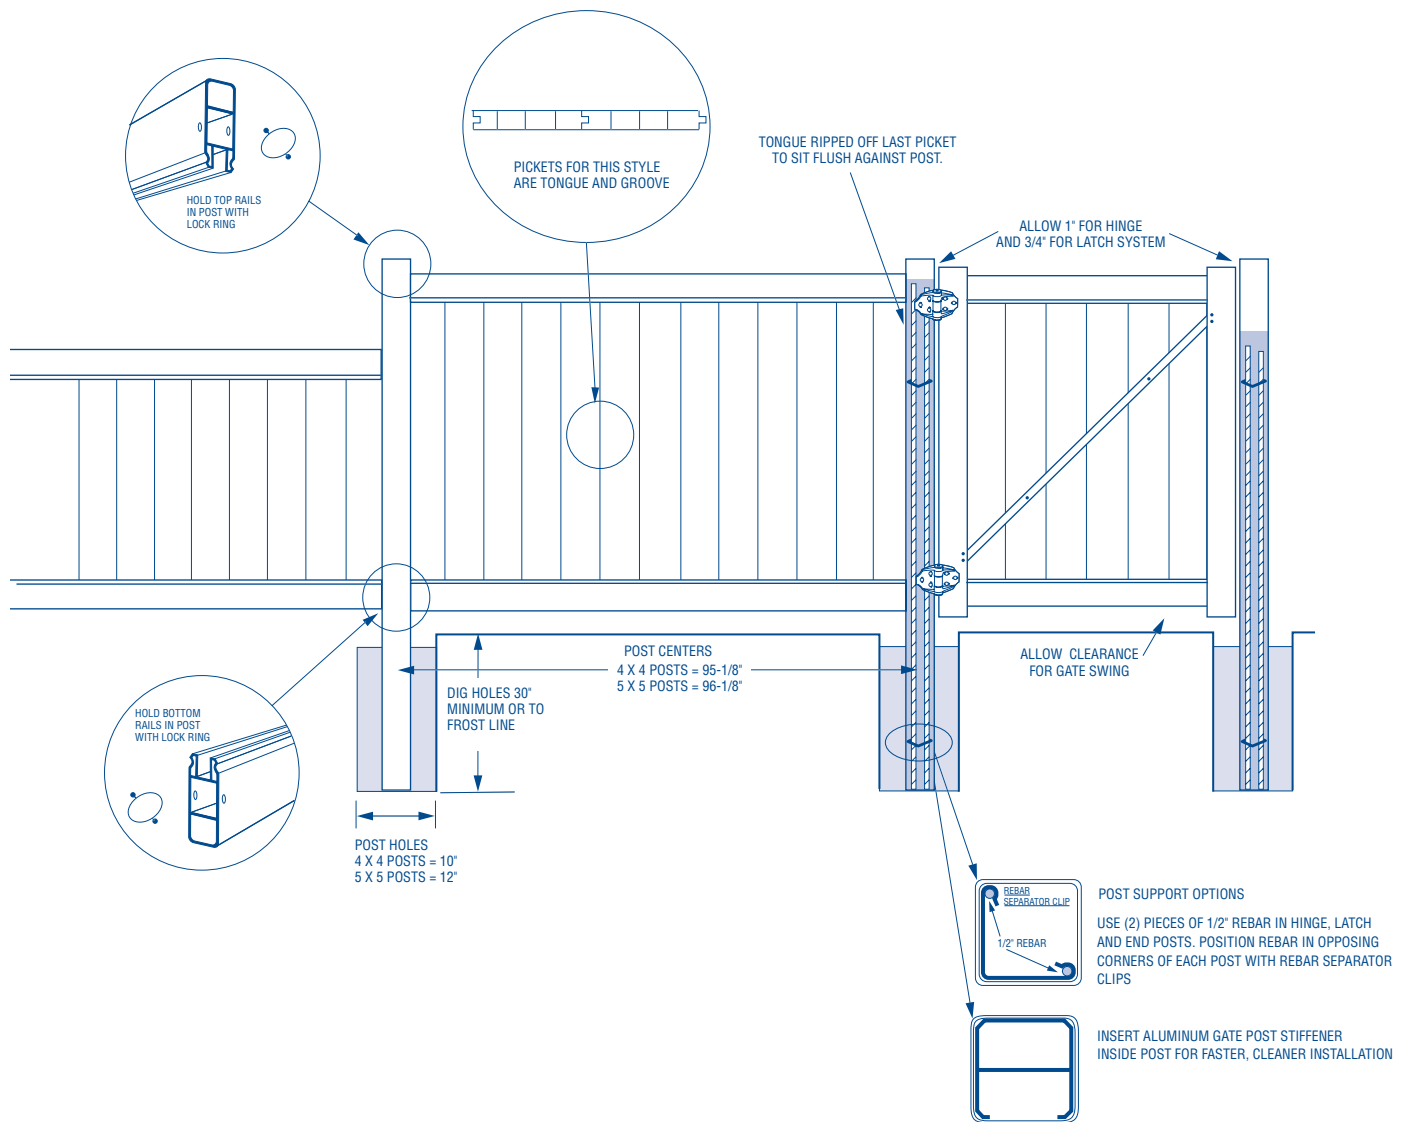 HOLD TOP RAILS
IN POST WITH
LOCK RING
PICKETS FOR THIS STYLE
ARE TONGUE AND GROOVE
TONGUE RIPPED OFF LAST PICKET
TO SIT FLUSH AGAINST POST.
ALLOW 1" FOR HINGE
AND 3/4" FOR LATCH SYSTEM
POST CENTERS
4 X 4 POSTS = 95-1/8"
5 X 5 POSTS = 96-1/8"
ALLOW CLEARANCE
FOR GATE SWING
DIG HOLES 30"
MINIMUM OR TO
FROST LINE
HOLD BOTTOM
RAILS IN POST
WITH LOCK RING
POST HOLES
4 X 4 POSTS = 10"
5 X 5 POSTS = 12"
REBAR
SEPARATOR CLIP
1/2" REBAR
POST SUPPORT OPTIONS
USE (2) PIECES OF 1/2" REBAR IN HINGE, LATCH
AND END POSTS. POSITION REBAR IN OPPOSING
CORNERS OF EACH POST WITH REBAR SEPARATOR
CLIPS
INSERT ALUMINUM GATE POST STIFFENER
INSIDE POST FOR FASTER, CLEANER INSTALLATION